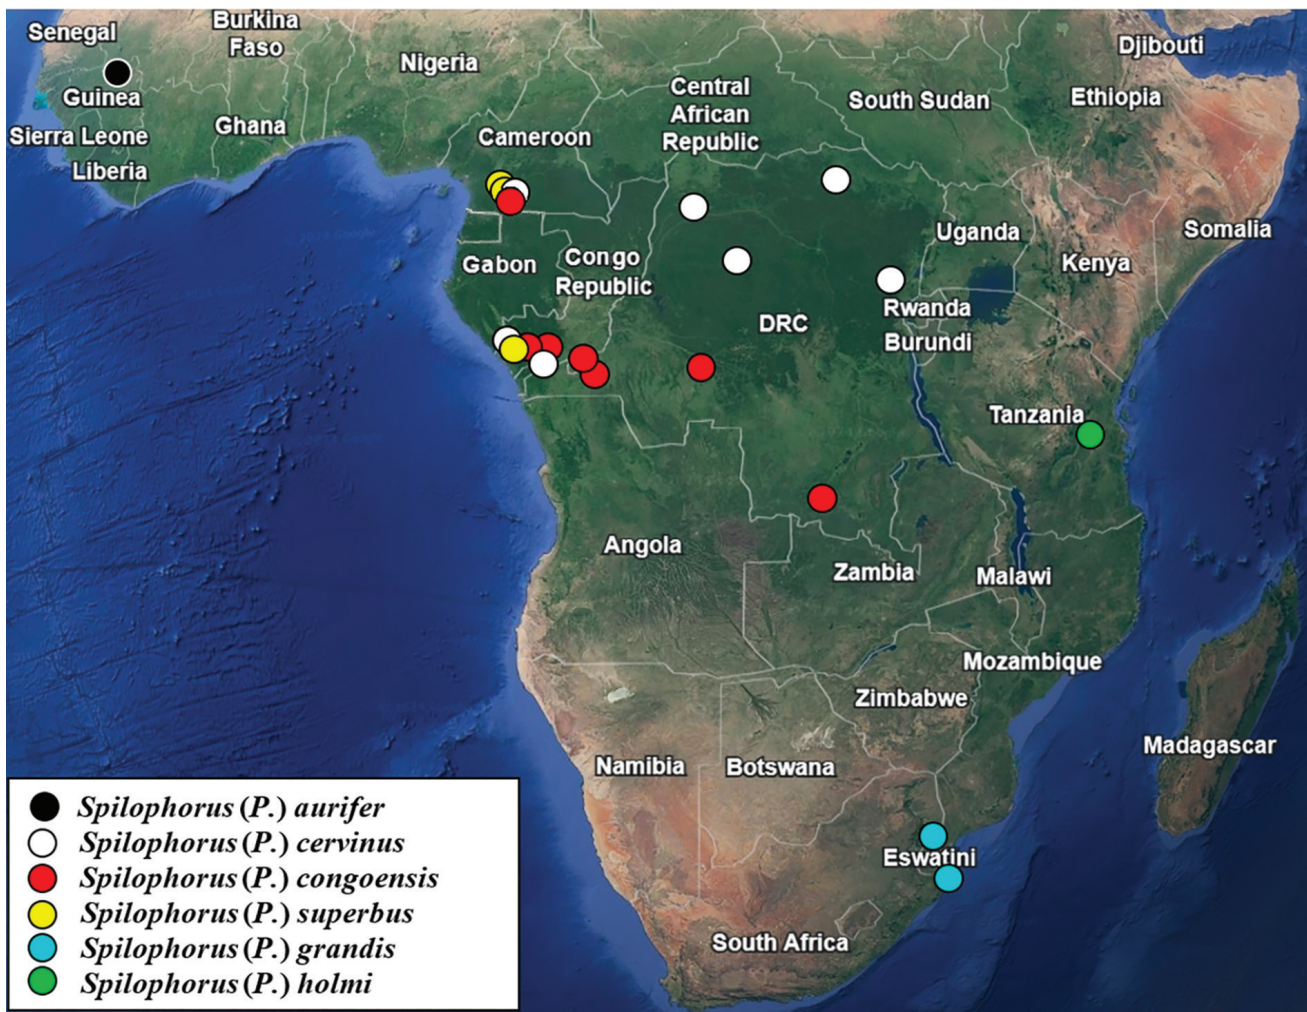 Senegal
Burkina
Faso
Djibouti
Nigeria
Guinea
Central
African
Republic
South Sudan
Ethiopia
Sierra Leone
Ghana
Cameroon
Liberia
Uganda
Somalia
Gabon
Congo
Republic
Kenya
DRC
Rwanda
Burundi
Tanzania
Angola
Zambia
Malawi
Mozambique
Zimbabwe
Madagascar
Namibia
Botswana
Eswatini
South Africa
Spilophorus (P.) aurifer
Spilophorus (P.) cervinus
Spilophorus (P.) congoensis
Spilophorus (P.) superbus
Spilophorus (P.) grandis
Spilophorus (P.) holmi